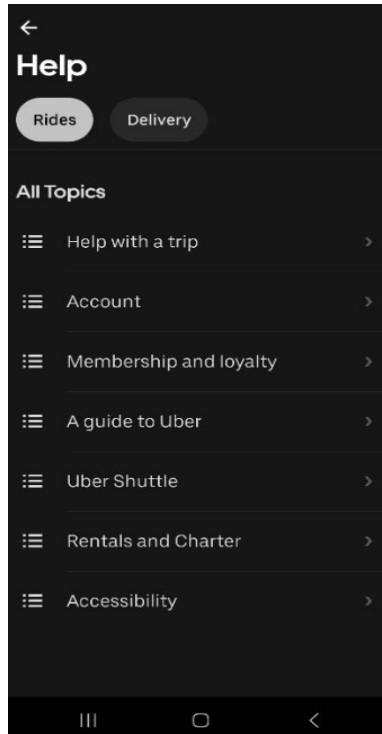 Help
Rides
Delivery
All Topics
Help with a trip
Account
Membership and loyalty
A guide to Uber
Uber Shuttle
Rentals and Charter
Accessibility